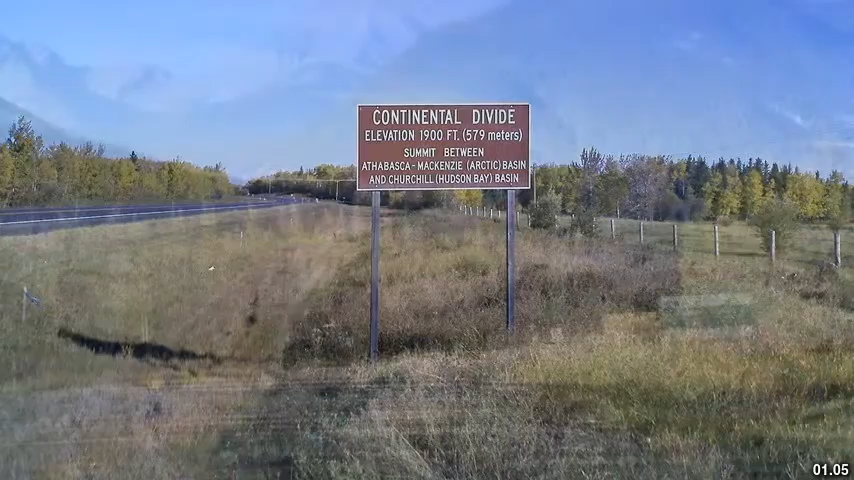 CONTINENTAL DIVIDE
ELEVATION 1900 FT. (579 meters)
SUMMIT BETWEEN
ATHABASCA-MACKENZIE (ARCTIC) BASIN
AND CHURCHILL (HUDSON BAY) BASIN
01.05